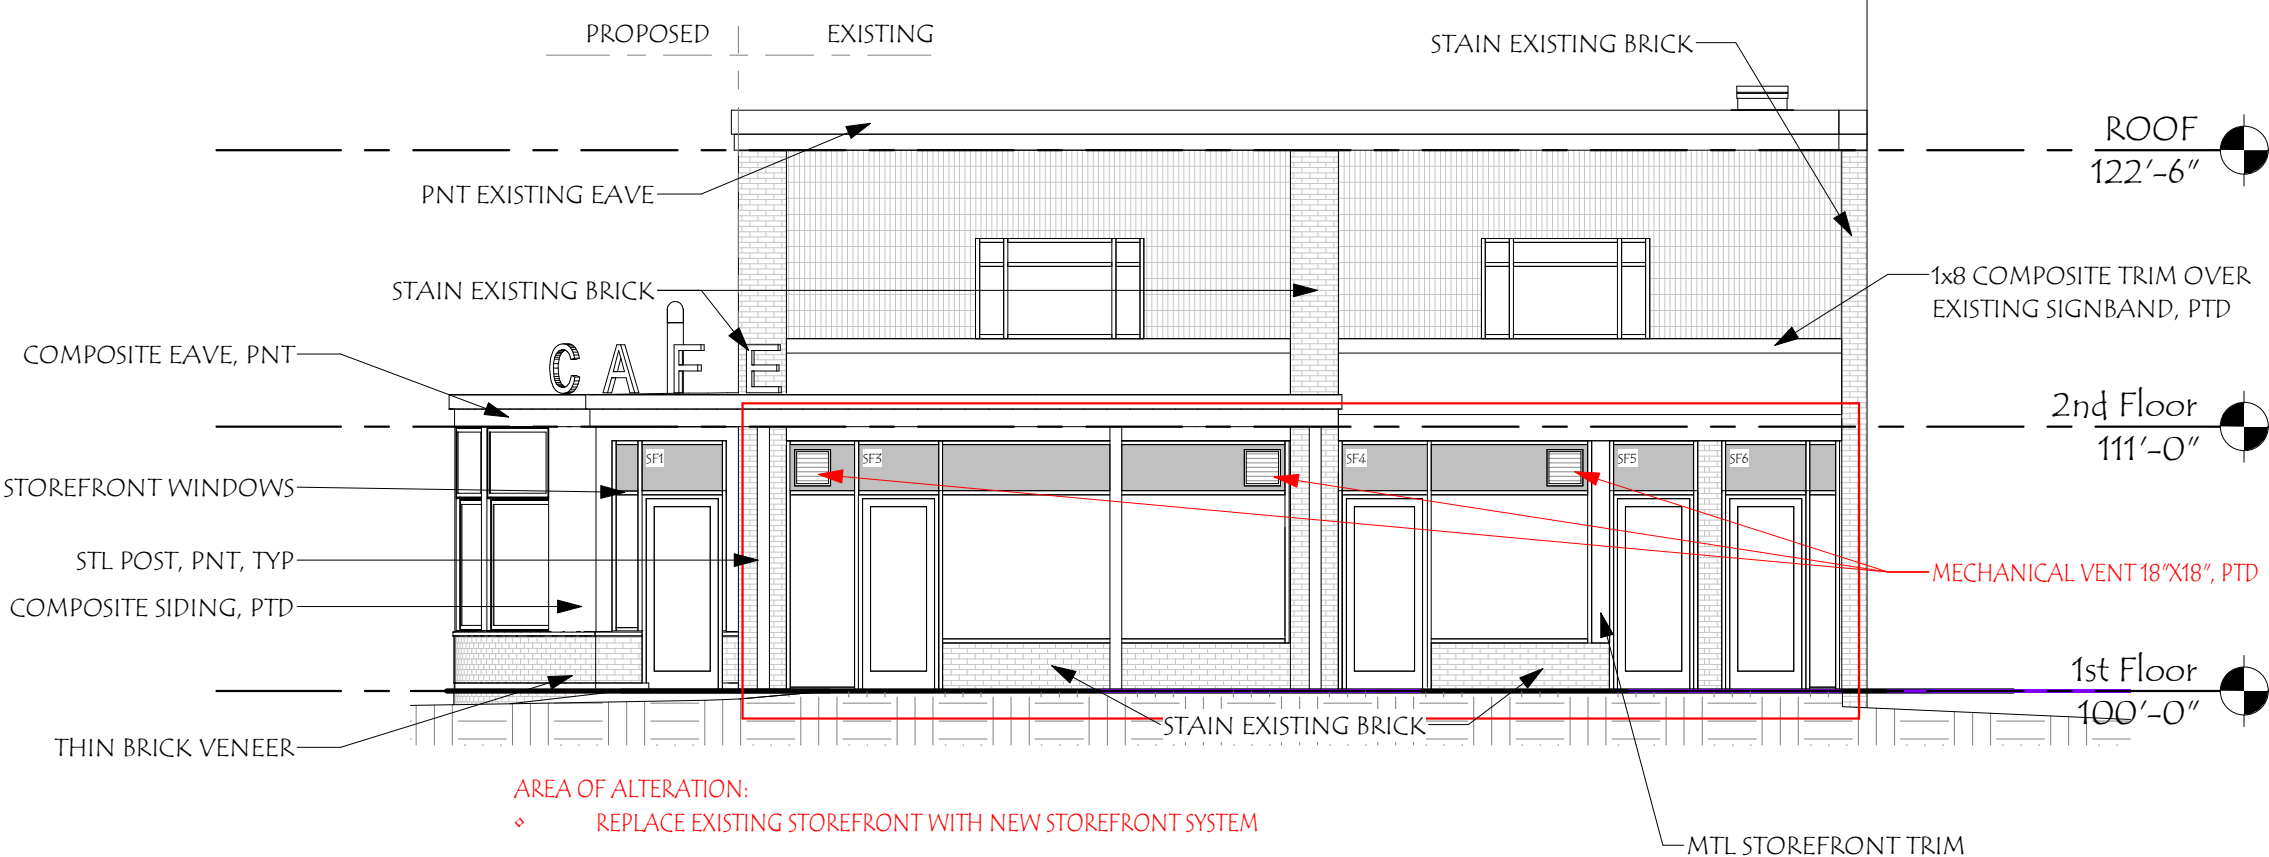 PROPOSED
EXISTING
STAIN EXISTING BRICK
ROOF
122'-6"
PNT EXISTING EAVE
STAIN EXISTING BRICK
1x8 COMPOSITE TRIM OVER
EXISTING SIGNBAND, PTD
COMPOSITE EAVE, PNT
CAFE
2nd Floor
111'-0"
SF1
SF3
SF4
SF5
SF6
STOREFRONT WINDOWS
STL POST, PNT, TYP
MECHANICAL VENT 18"X18", PTD
COMPOSITE SIDING, PTD
1st Floor
100'-0"
STAIN EXISTING BRICK
THIN BRICK VENEER
AREA OF ALTERATION:
REPLACE EXISTING STOREFRONT WITH NEW STOREFRONT SYSTEM
MTL STOREFRONT TRIM